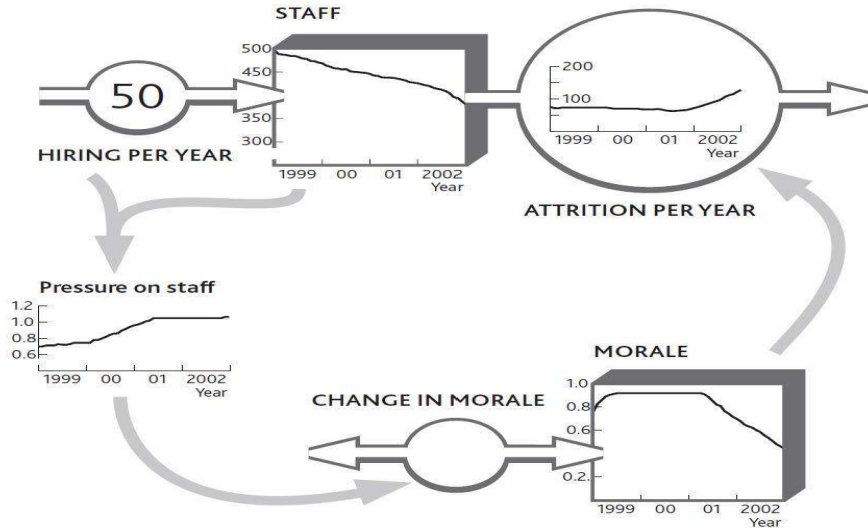 STAFF
500
450
350
300
1999 00 01 2002
Year
50
HIRING PER YEAR
200
100
1999 00 01 2002
Year
ATTRITION PER YEAR
Pressure on staff
1.2
1.0
0.8
0.6
1999 00 01 2002
Year
CHANGE IN MORALE
MORALE
1.0
0.8
0.6
0.2
1999 00 01 2002
Year